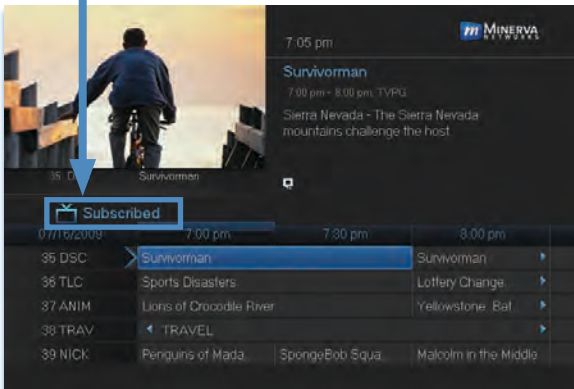 7:05 pm
m MINERVA
NETWORKS
Survivorman
7:00 pm - 8:00 pm, TVPG
Sierra Nevada - The Sierra Nevada
mountains challenge the host
35 D Survivorman
Subscribed
07/16/2009 7:00 pm 7:30 pm 8:00 pm
35 DSC Survivorman Survivorman
36 TLC Sports Disasters Lottery Change
37 ANIM Lions of Crocodile River Yellowstone: Bat
38 TRAV TRAVEL
39 NICK Penguins of Mada SpongeBob Squa Malcolm in the Middle